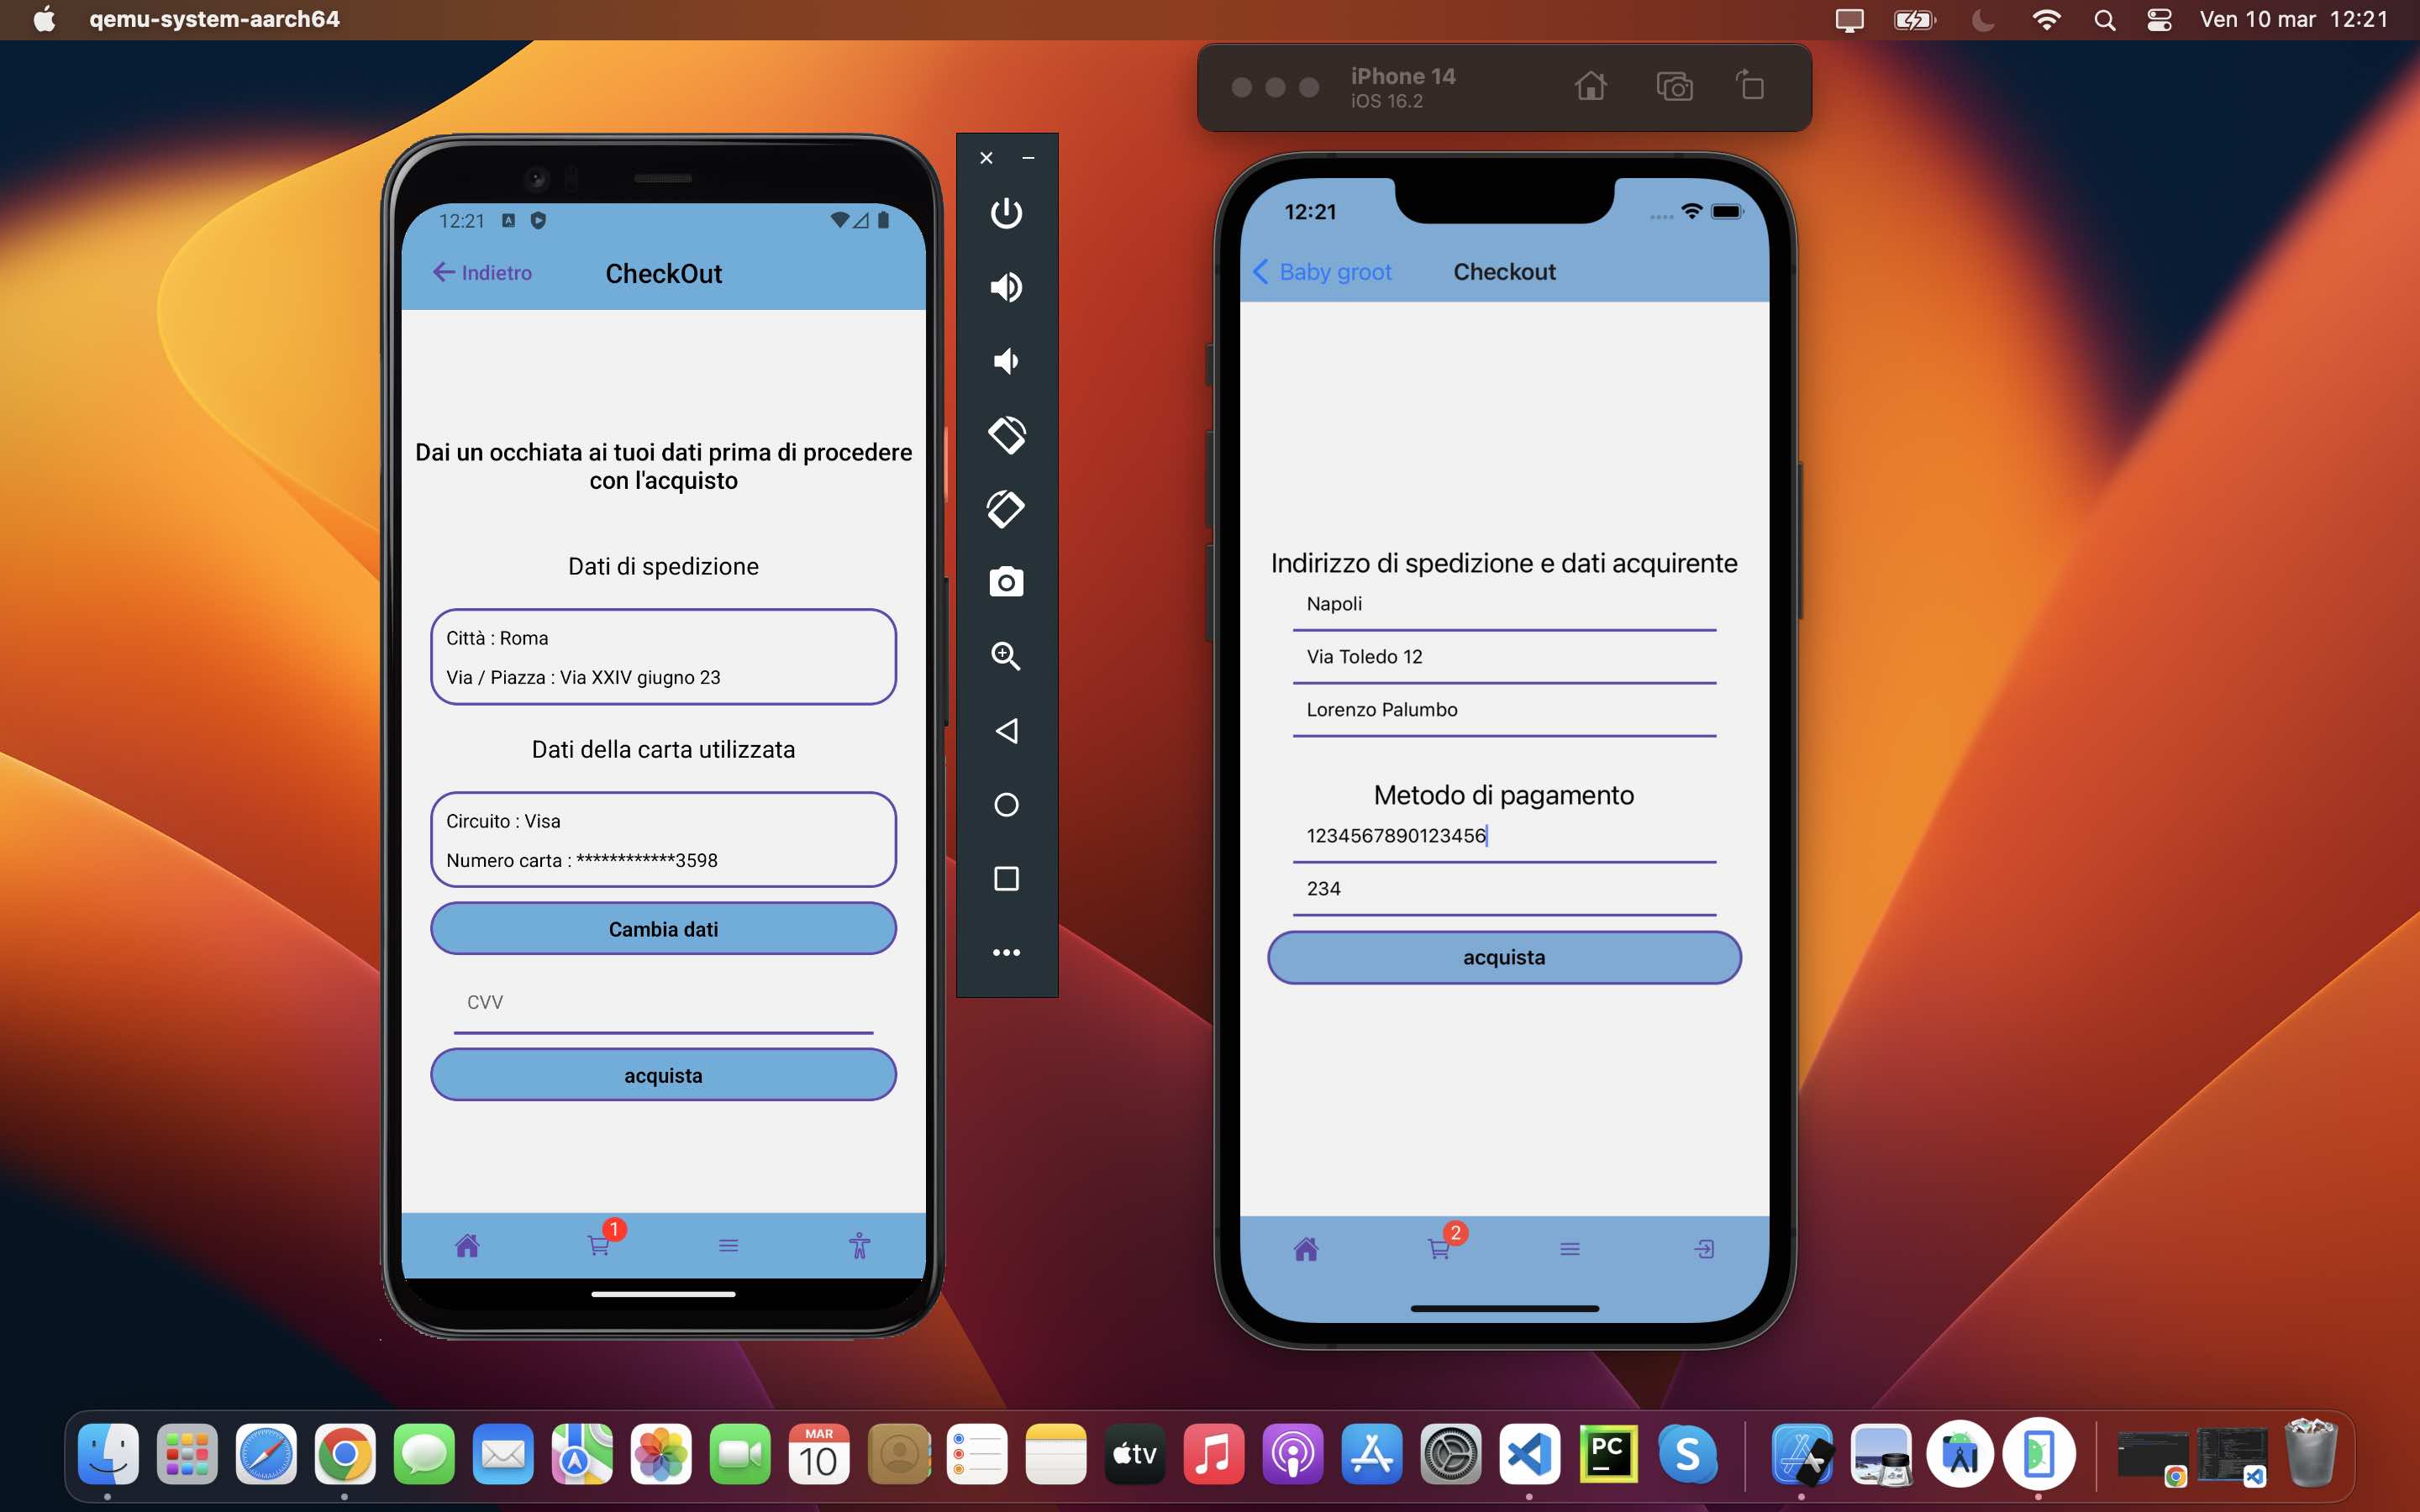 qemu-system-aarch64
Ven 10 mar 12:21
iPhone 14
iOS 16.2
12:21
Indietro
CheckOut
Dai un occhiata ai tuoi dati prima di procedere
con l'acquisto
Dati di spedizione
Città : Roma
Via / Piazza : Via XXIV giugno 23
Dati della carta utilizzata
Circuito : Visa
Numero carta : ************3598
Cambia dati
CVV
acquista
1
12:21
Baby groot
Checkout
Indirizzo di spedizione e dati acquirente
Napoli
Via Toledo 12
Lorenzo Palumbo
Metodo di pagamento
1234567890123456
234
acquista
2
MAR
10
tv
PC
S